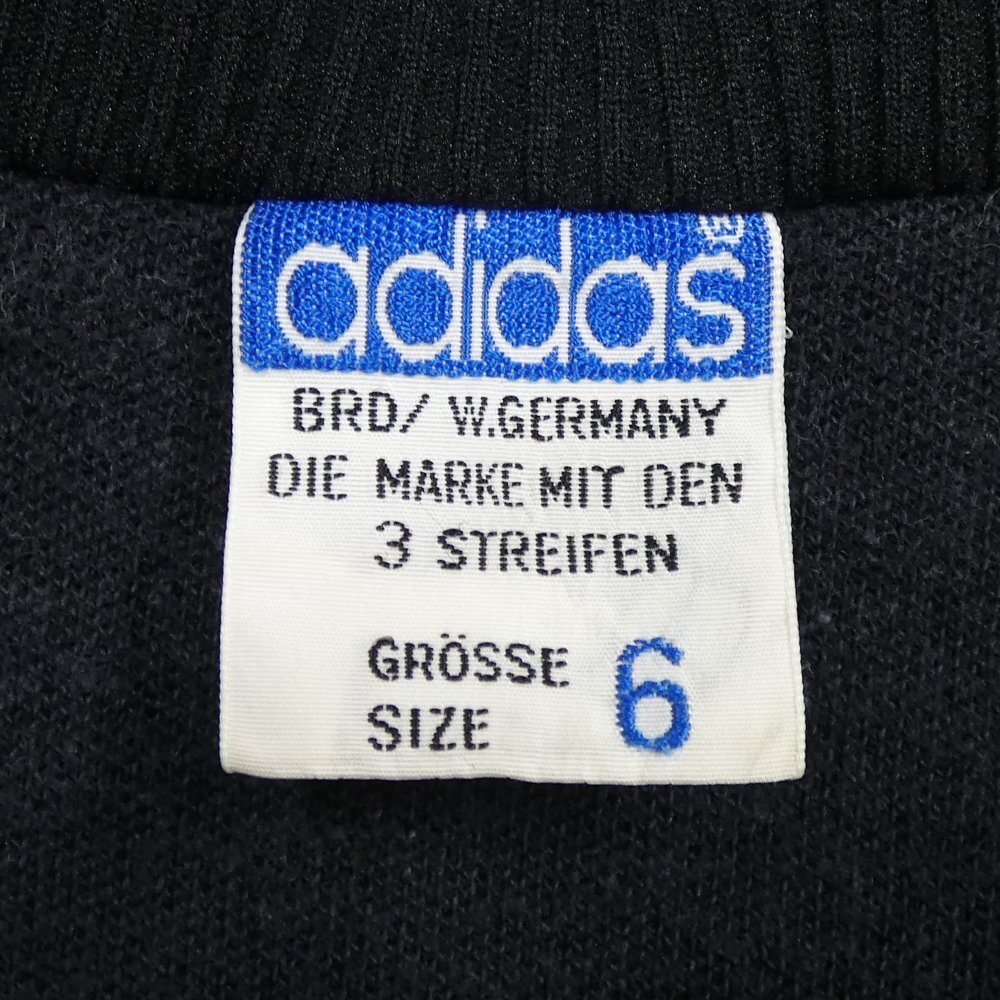 adidas
BRD/ W.GERMANY
DIE MARKE MIT DEN
3 STREIFEN
GRÖSSE 6
SIZE